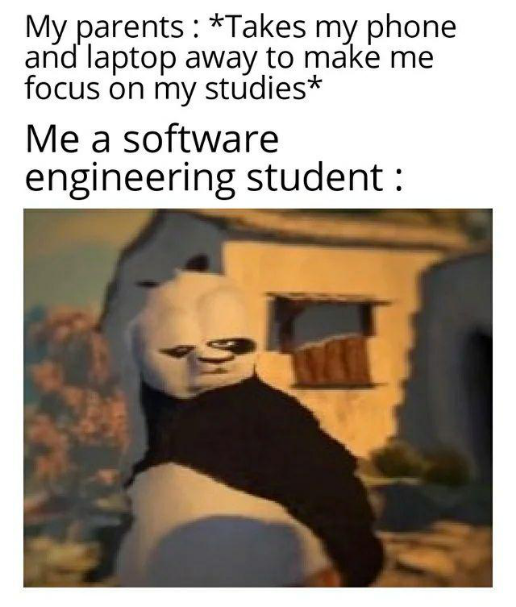 My parents : *Takes my phone
and laptop away to make me
focus on my studies*
Me a software
engineering student :